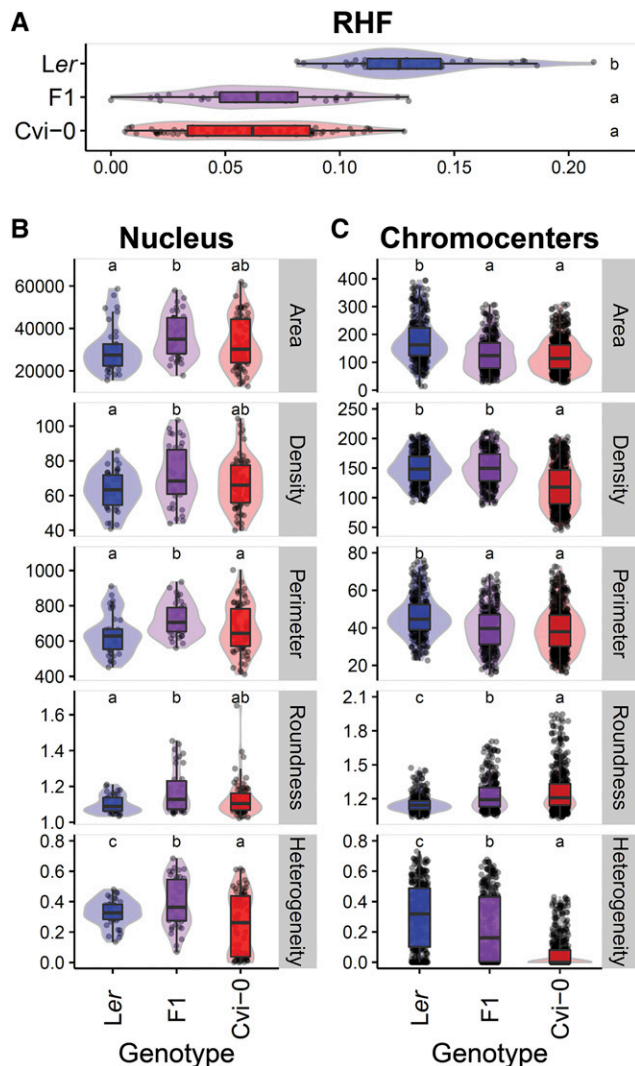 A
RHF
Ler
b
F1
a
Cvi−0
a
0.00 0.05 0.10 0.15 0.20
B
Nucleus
a b ab
60000
40000
20000
Area
a b ab
100
80
60
40
Density
a b a
1000
800
600
400
Perimeter
a b ab
1.6
1.4
1.2
1.0
Roundness
c b a
0.8
0.6
0.4
0.2
0.0
Heterogeneity
Ler F1 Cvi−0
Genotype
C
Chromocenters
b a a
400
300
200
100
0
Area
b b a
250
200
150
100
50
Density
b a a
80
60
40
20
Perimeter
c b a
2.1
1.8
1.5
1.2
Roundness
c b a
0.8
0.6
0.4
0.2
0.0
Heterogeneity
Ler F1 Cvi−0
Genotype